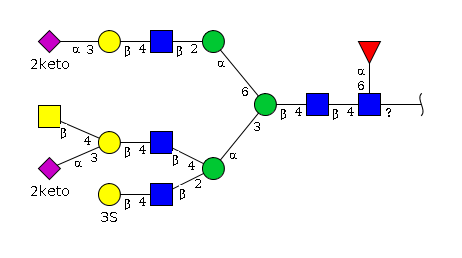 α 3 β 4 β 2 α
2keto
α
6
6
β 4 β 4 ?
3
β 4
α 3 β 4 β 4 α
2keto
2
β 4 β
3S